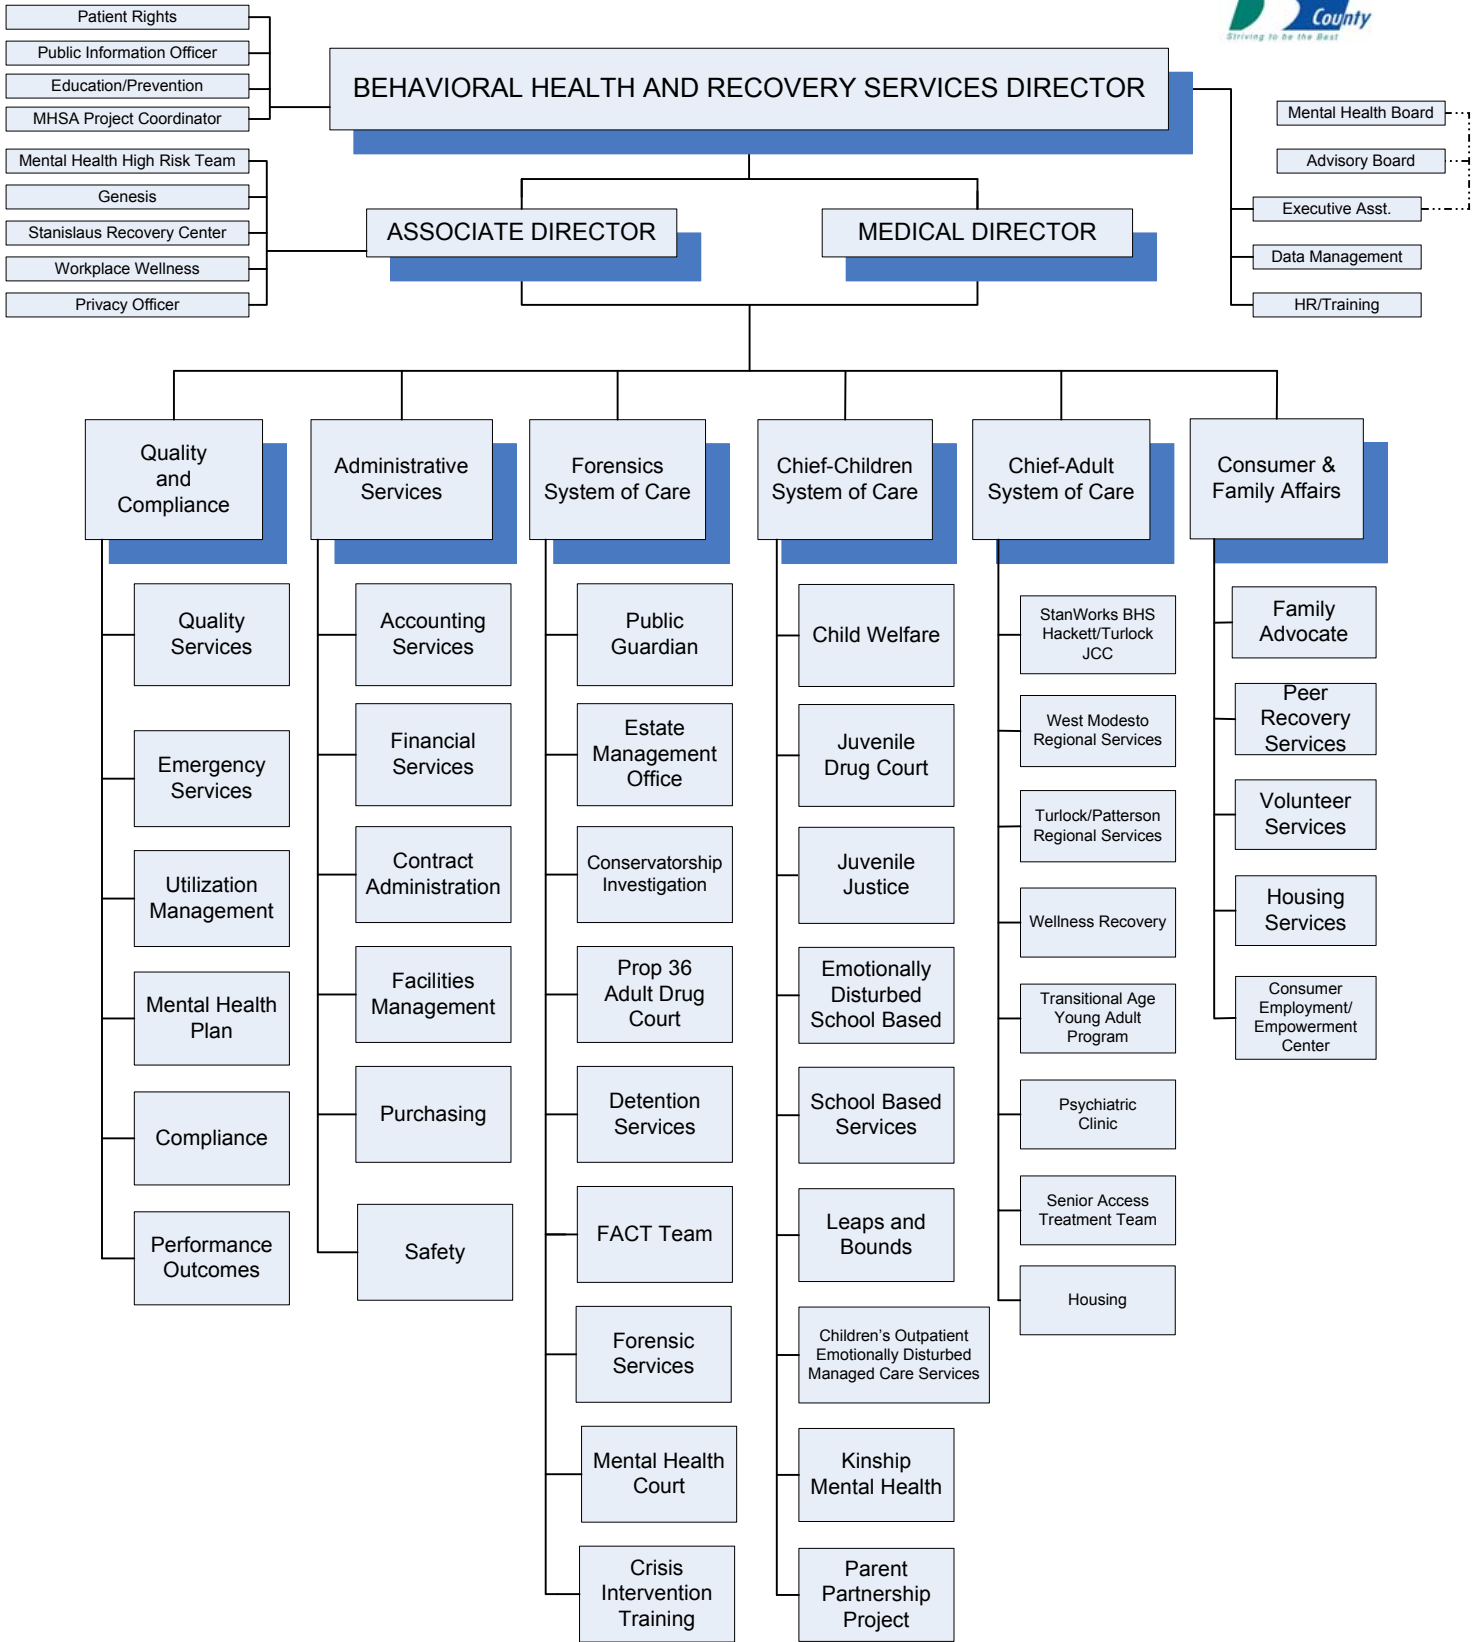 County
Striving to be the Best
Patient Rights
Public Information Officer
Education/Prevention
MHSA Project Coordinator
BEHAVIORAL HEALTH AND RECOVERY SERVICES DIRECTOR
Mental Health Board
Advisory Board
Executive Asst.
Data Management
HR/Training
Mental Health High Risk Team
Genesis
Stanislaus Recovery Center
Workplace Wellness
Privacy Officer
ASSOCIATE DIRECTOR
MEDICAL DIRECTOR
Quality
and
Compliance
Quality
Services
Emergency
Services
Utilization
Management
Mental Health
Plan
Compliance
Performance
Outcomes
Administrative
Services
Accounting
Services
Financial
Services
Contract
Administration
Facilities
Management
Purchasing
Safety
Forensics
System of Care
Public
Guardian
Estate
Management
Office
Conservatorship
Investigation
Prop 36
Adult Drug
Court
Detention
Services
FACT Team
Forensic
Services
Mental Health
Court
Crisis
Intervention
Training
Chief-Children
System of Care
Child Welfare
Juvenile
Drug Court
Juvenile
Justice
Emotionally
Disturbed
School Based
School Based
Services
Leaps and
Bounds
Children's Outpatient
Emotionally Disturbed
Managed Care Services
Kinship
Mental Health
Parent
Partnership
Project
Chief-Adult
System of Care
StanWorks BHS
Hackett/Turlock
JCC
West Modesto
Regional Services
Turlock/Patterson
Regional Services
Wellness Recovery
Transitional Age
Young Adult
Program
Psychiatric
Clinic
Senior Access
Treatment Team
Housing
Consumer &
Family Affairs
Family
Advocate
Peer
Recovery
Services
Volunteer
Services
Housing
Services
Consumer
Employment/
Empowerment
Center